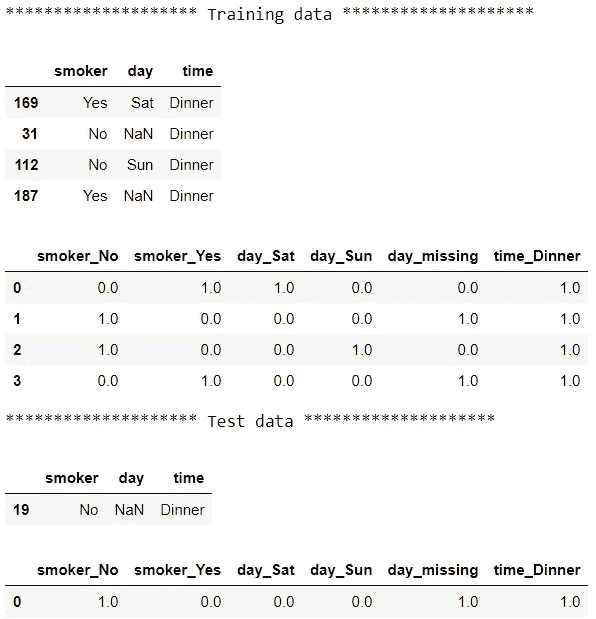 ******************** Training data ********************
smoker day time
169 Yes Sat Dinner
31 No NaN Dinner
112 No Sun Dinner
187 Yes NaN Dinner
smoker_No smoker_Yes day_Sat day_Sun day_missing time_Dinner
0 0.0 1.0 1.0 0.0 0.0 1.0
1 1.0 0.0 0.0 0.0 1.0 1.0
2 1.0 0.0 0.0 1.0 0.0 1.0
3 0.0 1.0 0.0 0.0 1.0 1.0
******************** Test data ********************
smoker day time
19 No NaN Dinner
smoker_No smoker_Yes day_Sat day_Sun day_missing time_Dinner
0 1.0 0.0 0.0 0.0 1.0 1.0